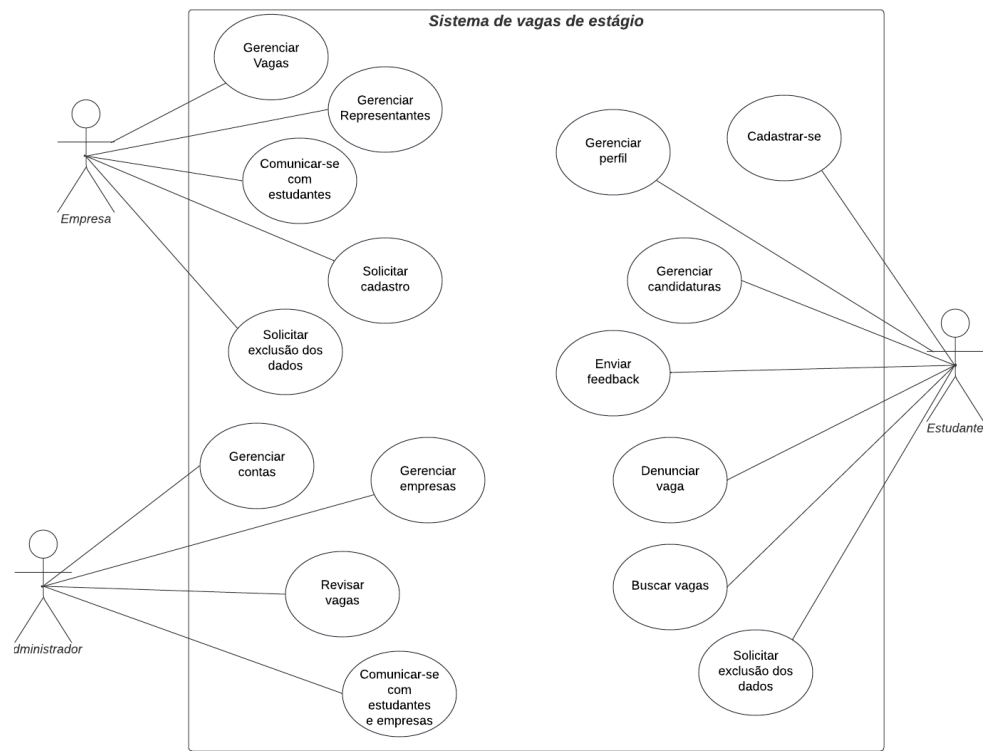 Sistema de vagas de estágio
Gerenciar
Vagas
Gerenciar
Representantes
Comunicar-se
com
estudantes
Solicitar
cadastro
Solicitar
exclusão dos
dados
Empresa
Gerenciar
perfil
Cadastrar-se
Gerenciar
candidaturas
Enviar
feedback
Denunciar
vaga
Buscar vagas
Solicitar
exclusão dos
dados
Estudante
Gerenciar
contas
Gerenciar
empresas
Revisar
vagas
Comunicar-se
com
estudantes
e empresas
dministrador